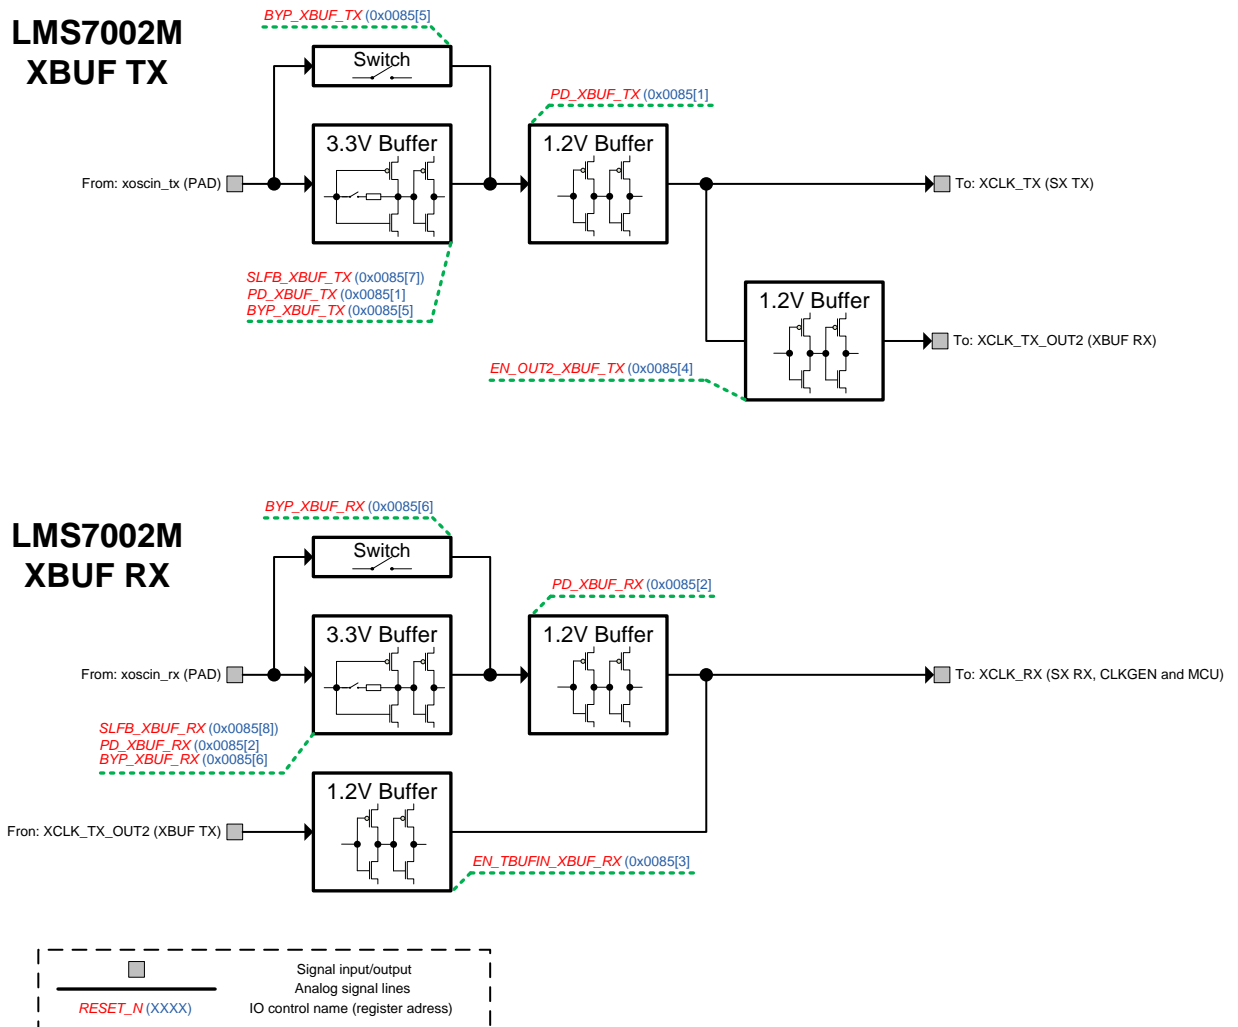 LMS7002M
XBUF TX
BYP_XBUF_TX (0x0085[5]
Switch
PD_XBUF_TX (0x0085[1]
3.3V Buffer
1.2V Buffer
From: xoscin_tx (PAD)
To: XCLK_TX (SX TX)
SLFB_XBUF_TX (0x0085[7])
PD_XBUF_TX (0x0085[1]
BYP_XBUF_TX (0x0085[5]
1.2V Buffer
To: XCLK_TX_OUT2 (XBUF RX)
EN_OUT2_XBUF_TX (0x0085[4]
LMS7002M
XBUF RX
BYP_XBUF_RX (0x0085[6]
Switch
PD_XBUF_RX (0x0085[2]
3.3V Buffer
1.2V Buffer
From: xoscin_rx (PAD)
To: XCLK_RX (SX RX, CLKGEN and MCU)
SLFB_XBUF_RX (0x0085[8])
PD_XBUF_RX (0x0085[2]
BYP_XBUF_RX (0x0085[6]
1.2V Buffer
Fron: XCLK_TX_OUT2 (XBUF TX)
EN_TBUFIN_XBUF_RX (0x0085[3]
Signal input/output
Analog signal lines
RESET_N (XXXX) IO control name (register adress)